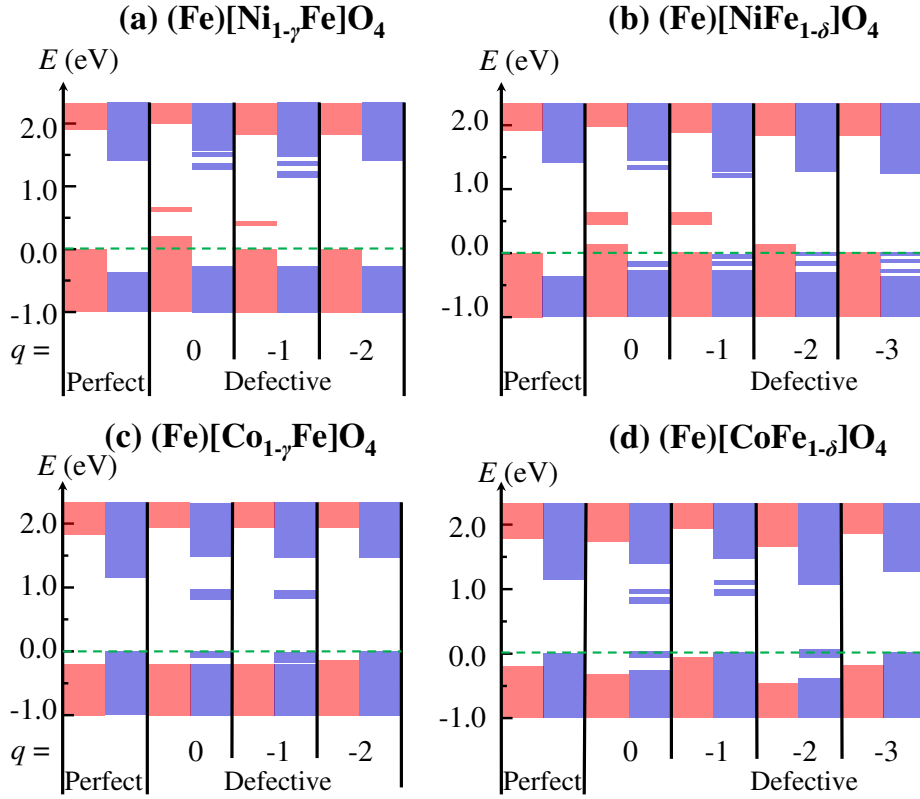 (a) (Fe)[Ni1-γFe]O4
E (eV)
2.0
1.0
0.0
-1.0
q = 0 -1 -2
Perfect Defective
(b) (Fe)[NiFe1-δ]O4
E (eV)
2.0
1.0
0.0
-1.0
0 -1 -2 -3
Perfect Defective
(c) (Fe)[Co1-γFe]O4
E (eV)
2.0
1.0
0.0
-1.0
q = 0 -1 -2
Perfect Defective
(d) (Fe)[CoFe1-δ]O4
E (eV)
2.0
1.0
0.0
-1.0
0 -1 -2 -3
Perfect Defective